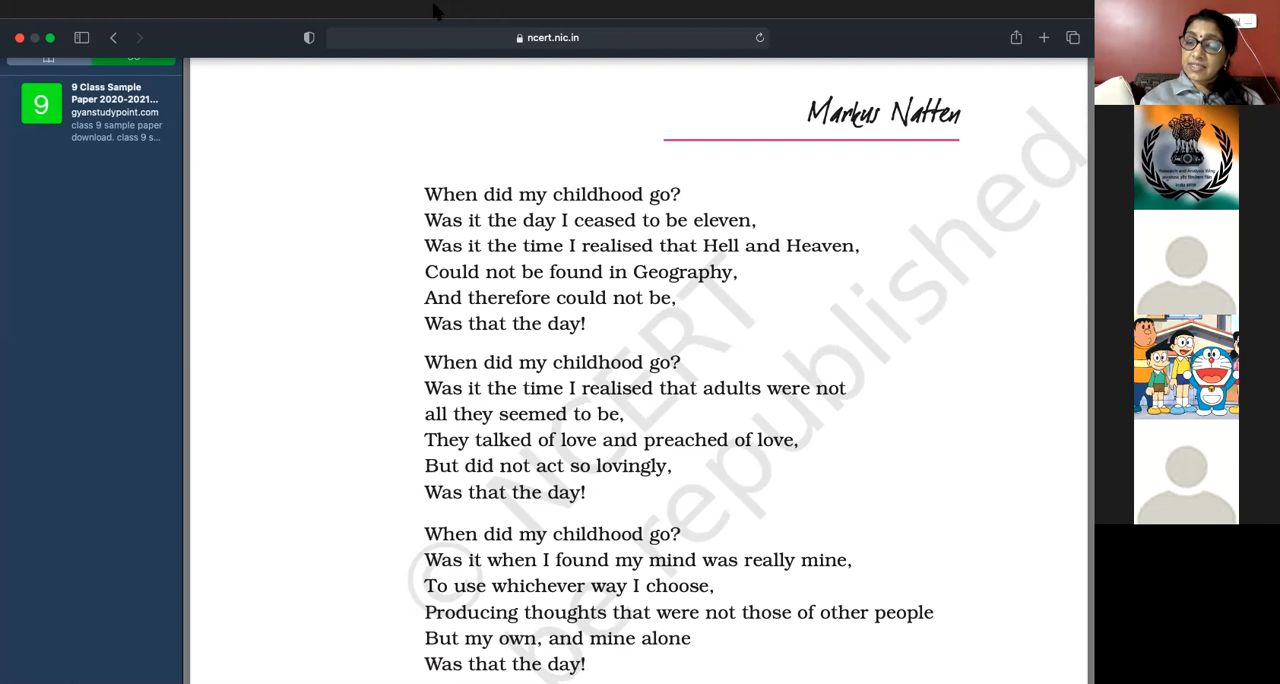 ncert.nic.in
9
9 Class Sample
Paper 2020-2021...
gyanstudypoint.com
class 9 sample paper
download. class 9 s...
Markus Natten
When did my childhood go?
Was it the day I ceased to be eleven,
Was it the time I realised that Hell and Heaven,
Could not be found in Geography,
And therefore could not be,
Was that the day!
When did my childhood go?
Was it the time I realised that adults were not
all they seemed to be,
They talked of love and preached of love,
But did not act so lovingly,
Was that the day!
When did my childhood go?
Was it when I found my mind was really mine,
To use whichever way I choose,
Producing thoughts that were not those of other people
But my own, and mine alone
Was that the day!
© NCERT
be republished